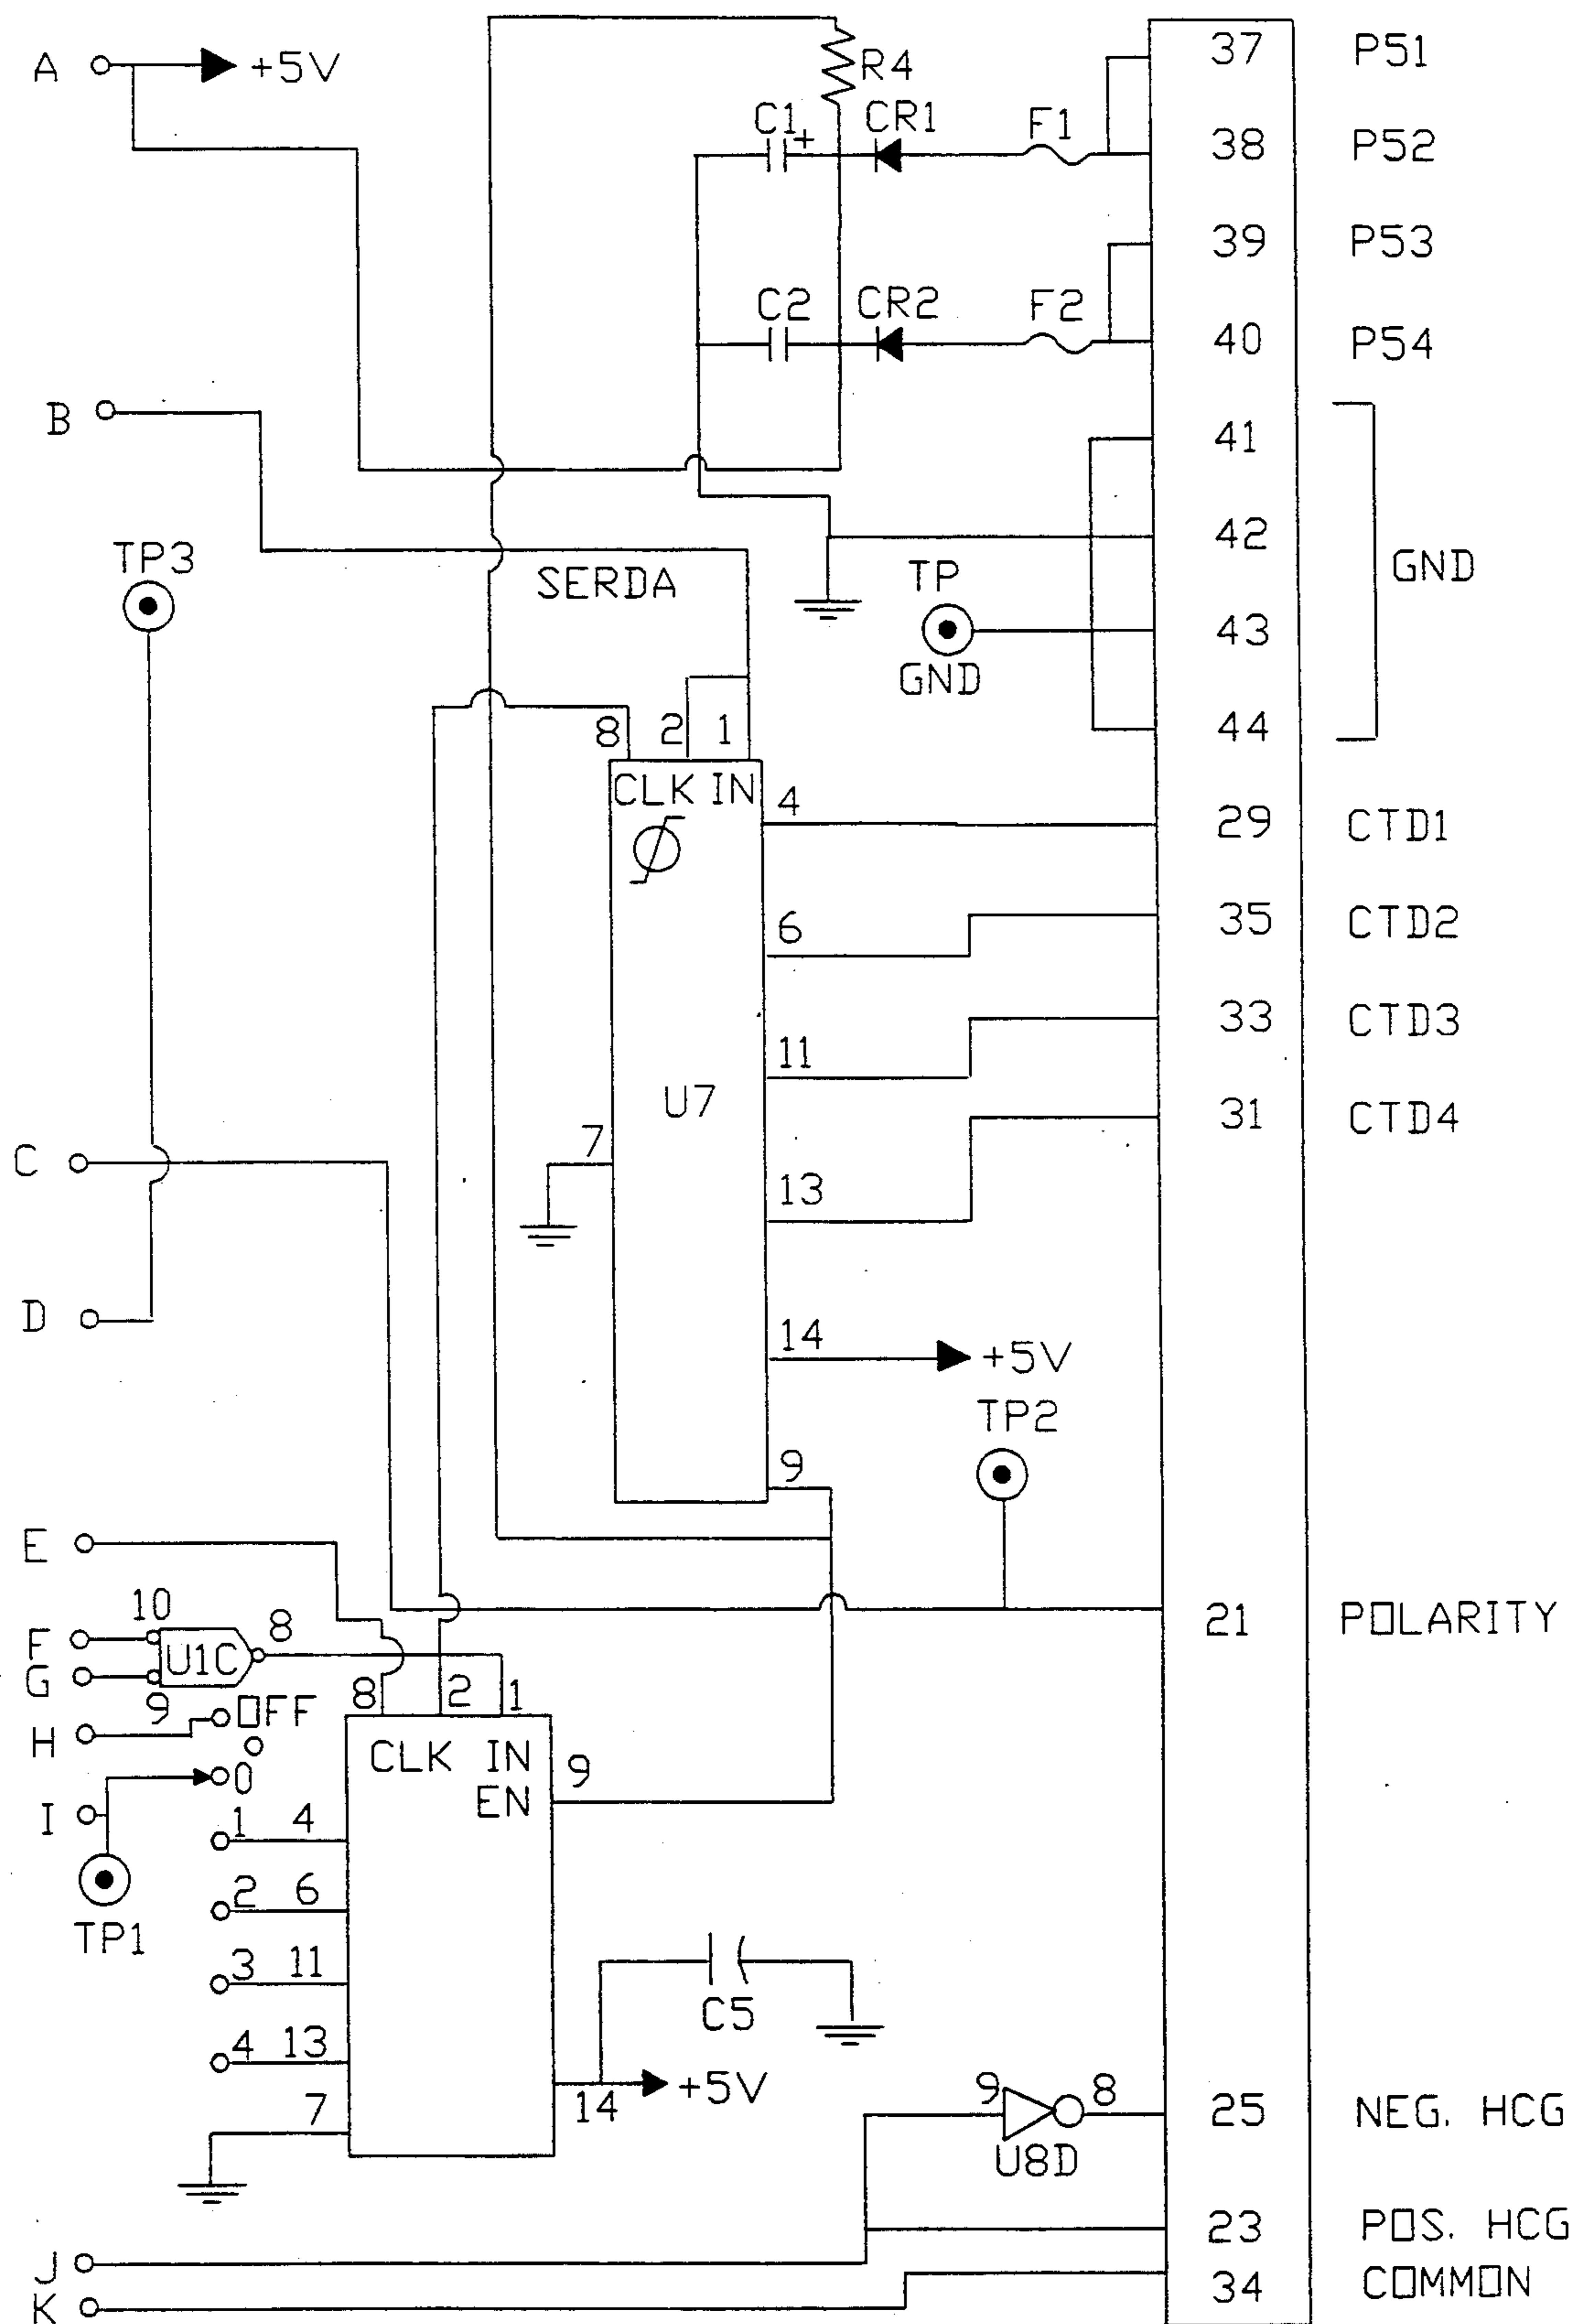 37 P51
A +5V R4
C1 + CR1 F1 38 P52
39 P53
C2 CR2 F2 40 P54
B 41
42
TP3 SERDA TP GND
GND 43
8 2 1 44
CLK IN 4 29 CTD1
6 35 CTD2
33 CTD3
11
U7 31 CTD4
7
C 13
D
14 +5V
TP2
9
E
10 8 21 POLARITY
F U1C
G
9 8 2 1
OFF
H CLK IN 9
0 EN
I 1 4
2 6
TP1
3 11
C5
4 13
+5V
7 14 9 8 25 NEG. HCG
U8D
23 POS. HCG
J 34 COMMON
K